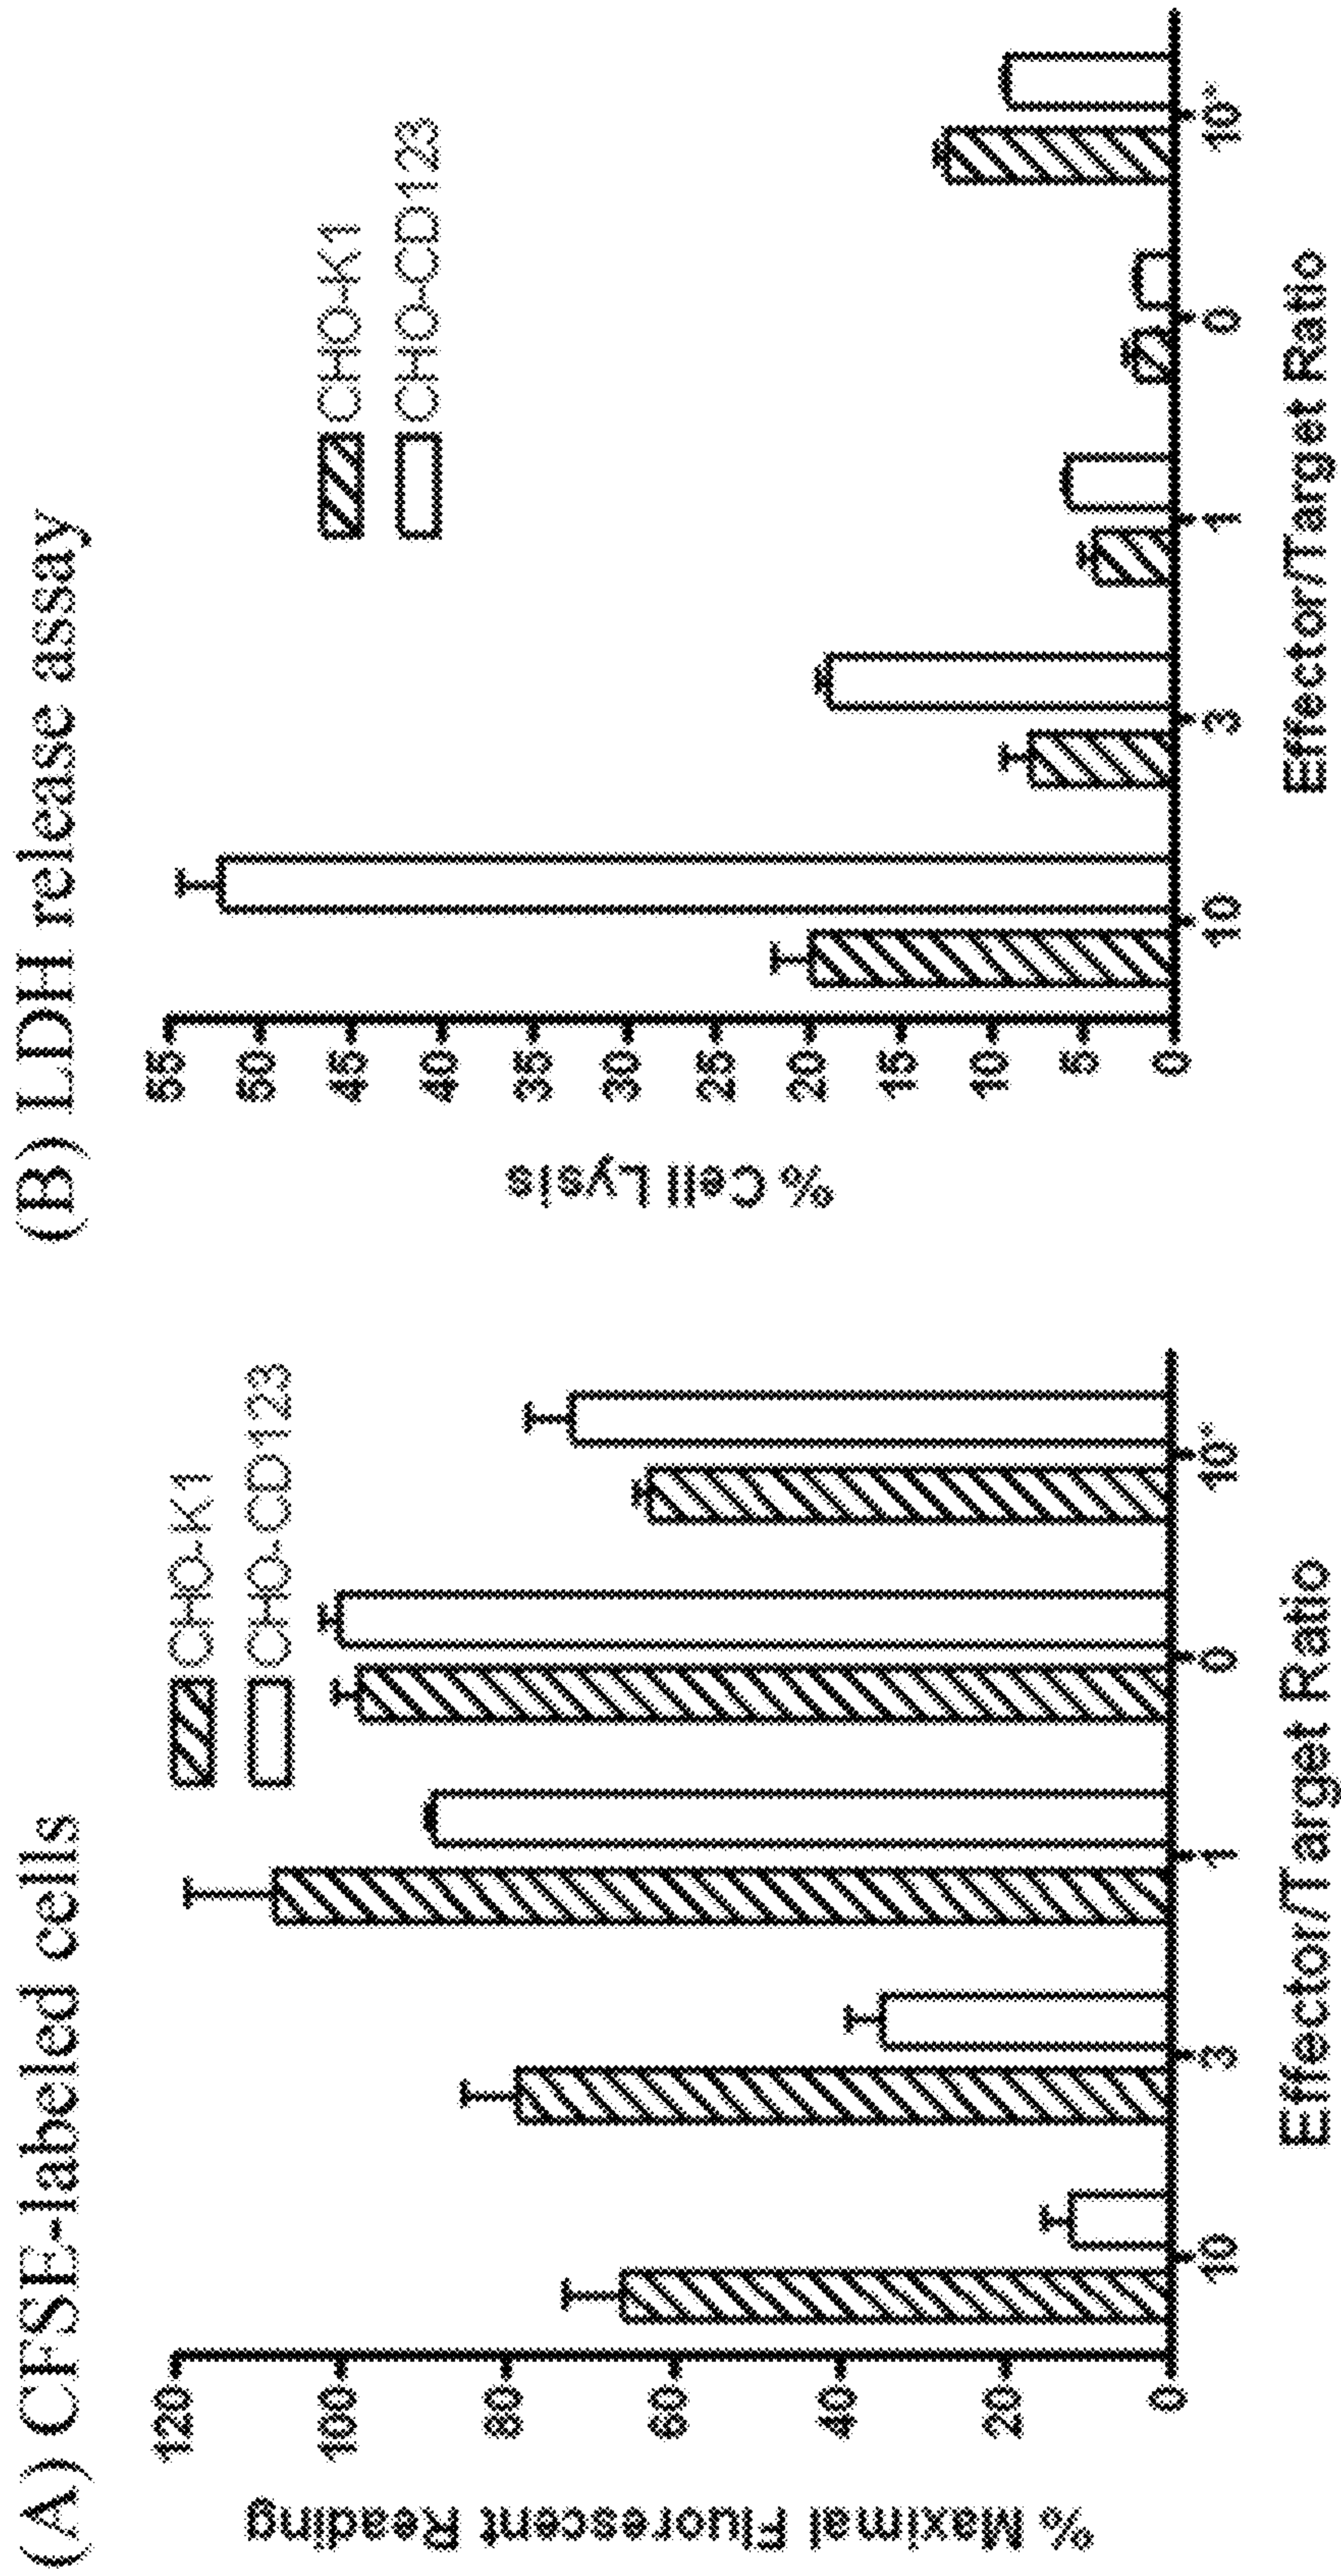 (A) CFSE-labeled cells
CHO-K1
CHO-CD123
% Maximal Fluorescent Reading
120
100
80
60
40
20
0
10
3
1
0
10*
Effector/Target Ratio
(B) LDH release assay
CHO-K1
CHO-CD123
% Cell Lysis
55
50
45
40
35
30
25
20
15
10
5
0
10
3
1
0
10*
Effector/Target Ratio